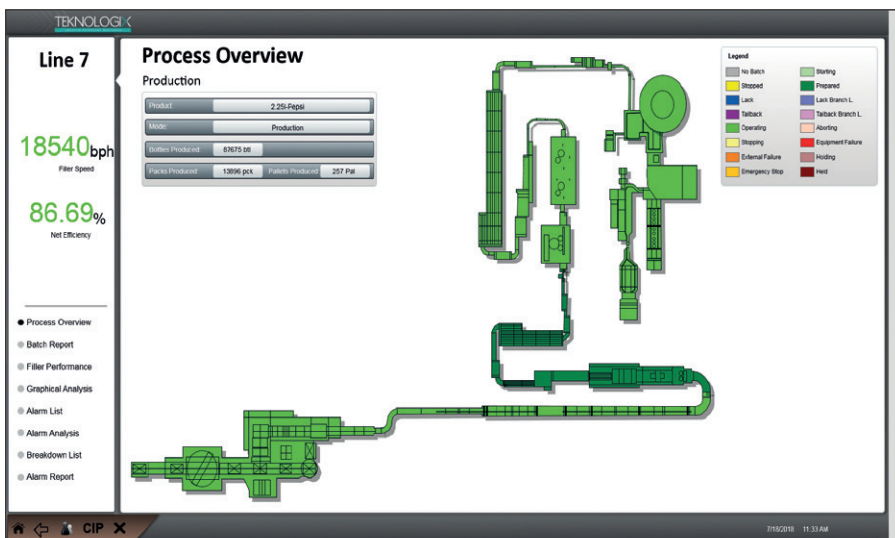 TEKNOLOGIX
Line 7
18540bph
Filler Speed
86.69%
Net Efficiency
Process Overview
Batch Report
Filler Performance
Graphical Analysis
Alarm List
Alarm Analysis
Breakdown List
Alarm Report
Process Overview
Production
Product: 2.25l-Pepsi
Mode: Production
Bottles Produced: 87675 btl
Packs Produced: 13896 pck Pallets Produced: 257 Pal
Legend
No Batch Starting
Stopped Prepared
Lack Lack Branch L.
Tailback Tailback Branch L.
Operating Aborting
Stopping Equipment Failure
External Failure Holding
Emergency Stop Held
CIP
7/18/2018 11:33 AM